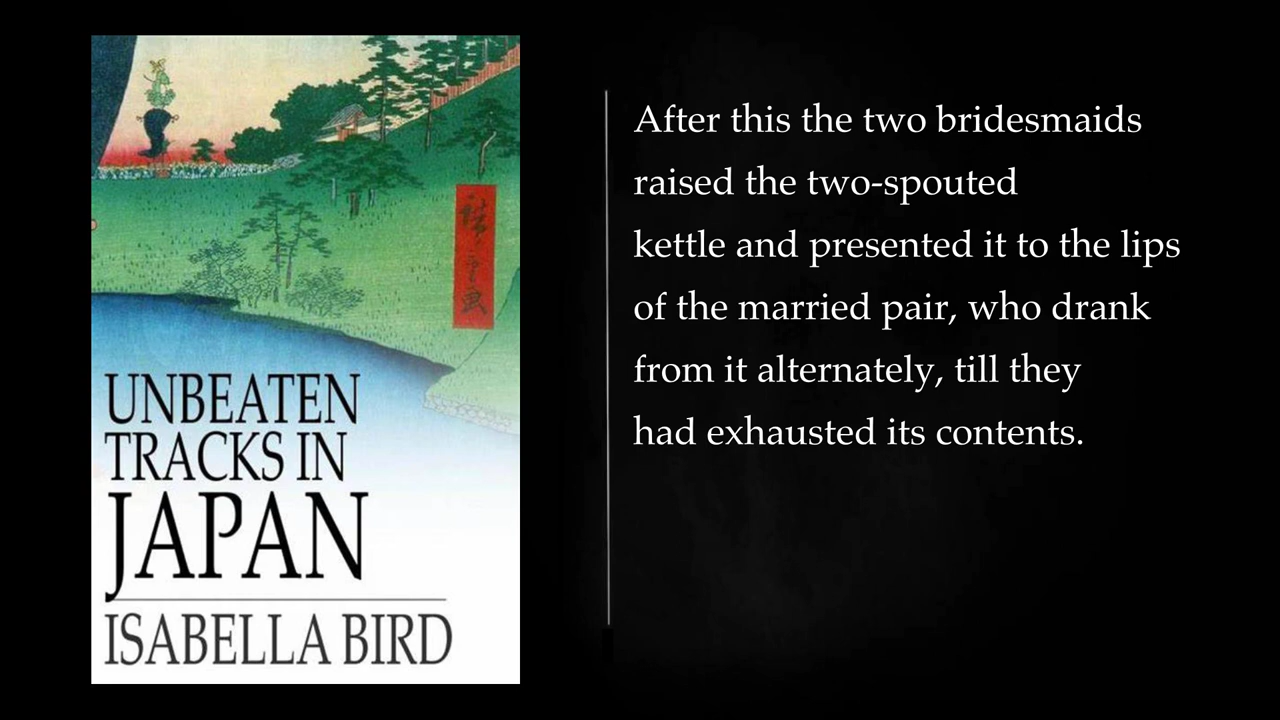 UNBEATEN
TRACKS IN
JAPAN
ISABELLA BIRD
After this the two bridesmaids
raised the two-spouted
kettle and presented it to the lips
of the married pair, who drank
from it alternately, till they
had exhausted its contents.